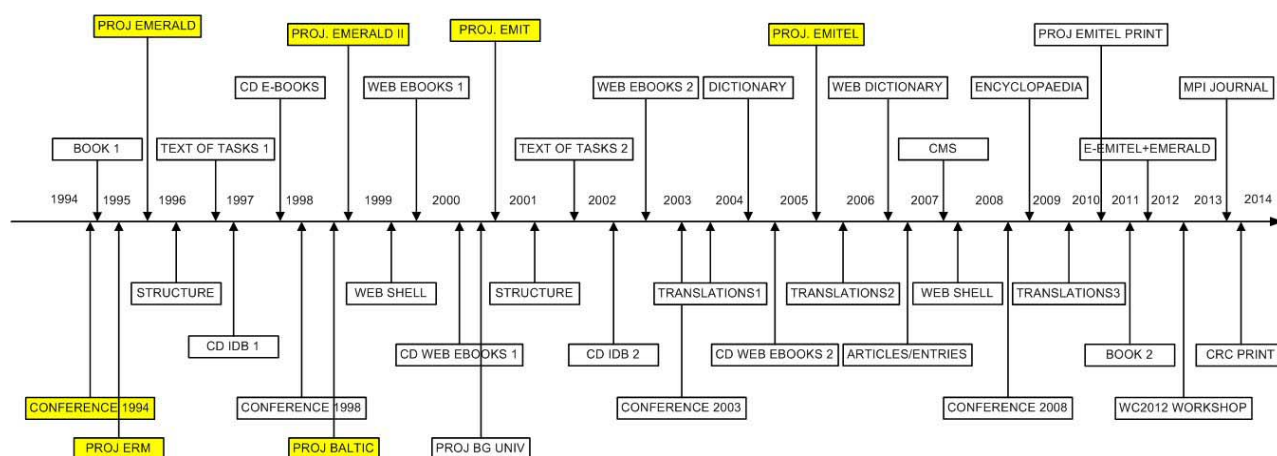 PROJ EMERALD
PROJ. EMERALD II
PROJ. EMIT
PROJ. EMITEL
PROJ EMITEL PRINT
CD E-BOOKS
WEB EBOOKS 1
WEB EBOOKS 2
DICTIONARY
WEB DICTIONARY
ENCYCLOPAEDIA
MPI JOURNAL
BOOK 1
TEXT OF TASKS 1
TEXT OF TASKS 2
CMS
E-EMITEL+EMERALD
1994 1995 1996 1997 1998 1999 2000 2001 2002 2003 2004 2005 2006 2007 2008 2009 2010 2011 2012 2013 2014
STRUCTURE
WEB SHELL
STRUCTURE
TRANSLATIONS1
TRANSLATIONS2
WEB SHELL
TRANSLATIONS3
CD IDB 1
CD WEB EBOOKS 1
CD IDB 2
CD WEB EBOOKS 2
ARTICLES/ENTRIES
BOOK 2
CRC PRINT
CONFERENCE 1994
CONFERENCE 1998
CONFERENCE 2003
CONFERENCE 2008
WC2012 WORKSHOP
PROJ ERM
PROJ BALTIC
PROJ BG UNIV